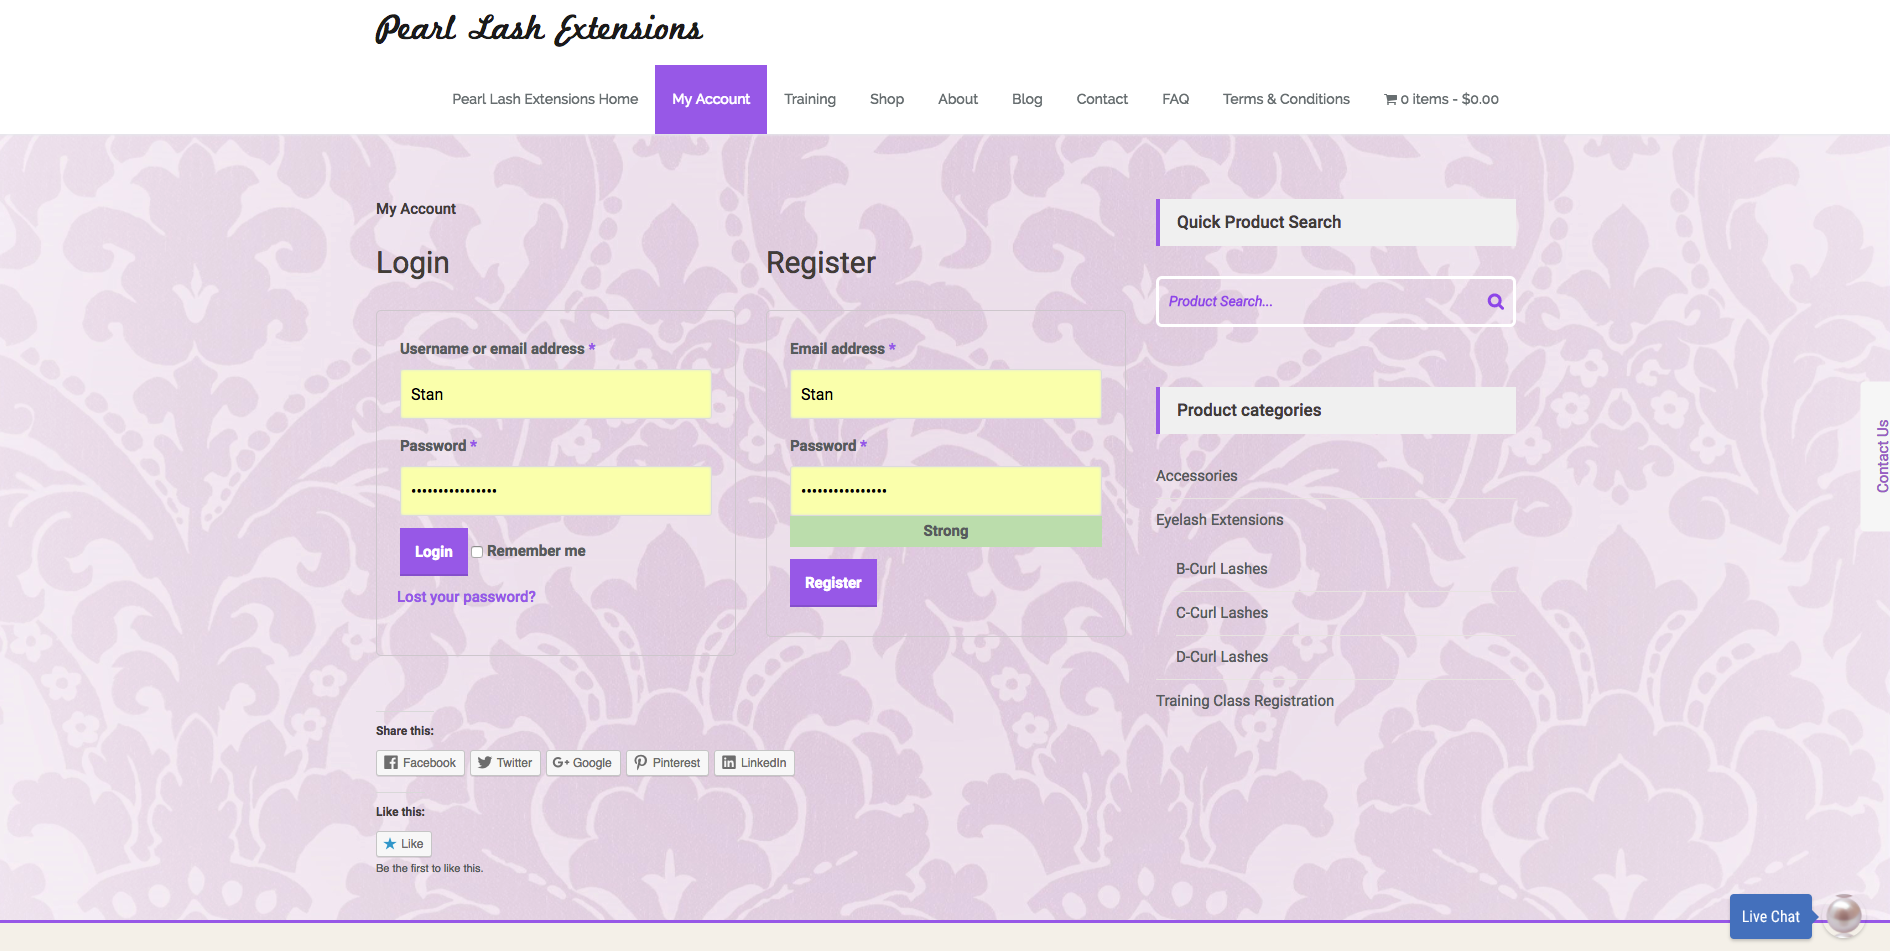 Pearl Lash Extensions
Pearl Lash Extensions Home My Account Training Shop About Blog Contact FAQ Terms & Conditions 0 items - $0.00
My Account
Login
Username or email address *
Stan
Password *
••••••••••••••••
Login Remember me
Lost your password?
Register
Email address *
Stan
Password *
••••••••••••••••
Strong
Register
Share this:
Facebook Twitter G+ Google Pinterest LinkedIn
Like this:
Like
Be the first to like this.
Quick Product Search
Product Search...
Product categories
Accessories
Eyelash Extensions
B-Curl Lashes
C-Curl Lashes
D-Curl Lashes
Training Class Registration
Contact Us
Live Chat